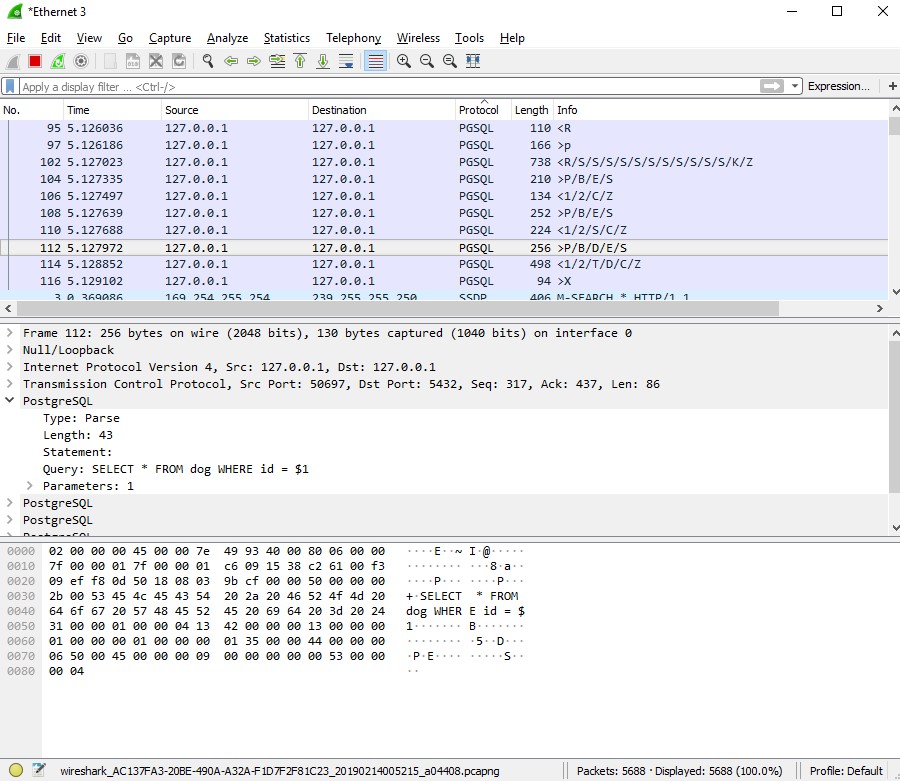 *Ethernet 3
File Edit View Go Capture Analyze Statistics Telephony Wireless Tools Help
Apply a display filter ... <Ctrl-/> Expression... +
No. Time Source Destination Protocol Length Info
95 5.126036 127.0.0.1 127.0.0.1 PGSQL 110 <R
97 5.126186 127.0.0.1 127.0.0.1 PGSQL 166 >p
102 5.127023 127.0.0.1 127.0.0.1 PGSQL 738 <R/S/S/S/S/S/S/S/S/S/S/S/K/Z
104 5.127335 127.0.0.1 127.0.0.1 PGSQL 210 >P/B/E/S
106 5.127497 127.0.0.1 127.0.0.1 PGSQL 134 <1/2/C/Z
108 5.127639 127.0.0.1 127.0.0.1 PGSQL 252 >P/B/E/S
110 5.127688 127.0.0.1 127.0.0.1 PGSQL 224 <1/2/S/C/Z
112 5.127972 127.0.0.1 127.0.0.1 PGSQL 256 >P/B/D/E/S
114 5.128852 127.0.0.1 127.0.0.1 PGSQL 498 <1/2/T/D/C/Z
116 5.129102 127.0.0.1 127.0.0.1 PGSQL 94 >X
3 0.369086 169.254.255.254 239.255.255.250 SSDP 406 M-SEARCH * HTTP/1.1
Frame 112: 256 bytes on wire (2048 bits), 130 bytes captured (1040 bits) on interface 0
Null/Loopback
Internet Protocol Version 4, Src: 127.0.0.1, Dst: 127.0.0.1
Transmission Control Protocol, Src Port: 50697, Dst Port: 5432, Seq: 317, Ack: 437, Len: 86
PostgreSQL
Type: Parse
Length: 43
Statement:
Query: SELECT * FROM dog WHERE id = $1
Parameters: 1
PostgreSQL
PostgreSQL
PostgreSQL
0000 02 00 00 00 45 00 00 7e 49 93 40 00 80 06 00 00 ····E··~ I·@·····
0010 7f 00 00 01 7f 00 00 01 c6 09 15 38 c2 61 00 f3 ········ ···8·a··
0020 09 ef f8 0d 50 18 08 03 9b cf 00 00 50 00 00 00 ····P··· ····P···
0030 2b 00 53 45 4c 45 43 54 20 2a 20 46 52 4f 4d 20 +·SELECT * FROM
0040 64 6f 67 20 57 48 45 52 45 20 69 64 20 3d 20 24 dog WHER E id = $
0050 31 00 00 01 00 00 04 13 42 00 00 00 13 00 00 00 1······· B·······
0060 01 00 00 00 01 00 00 00 01 35 00 00 44 00 00 00 ········ ·5··D···
0070 06 50 00 45 00 00 00 09 00 00 00 00 00 53 00 00 ·P·E···· ·····S··
0080 00 04 ··
wireshark_AC137FA3-20BE-490A-A32A-F1D7F2F81C23_20190214005215_a04408.pcapng Packets: 5688 · Displayed: 5688 (100.0%) Profile: Default